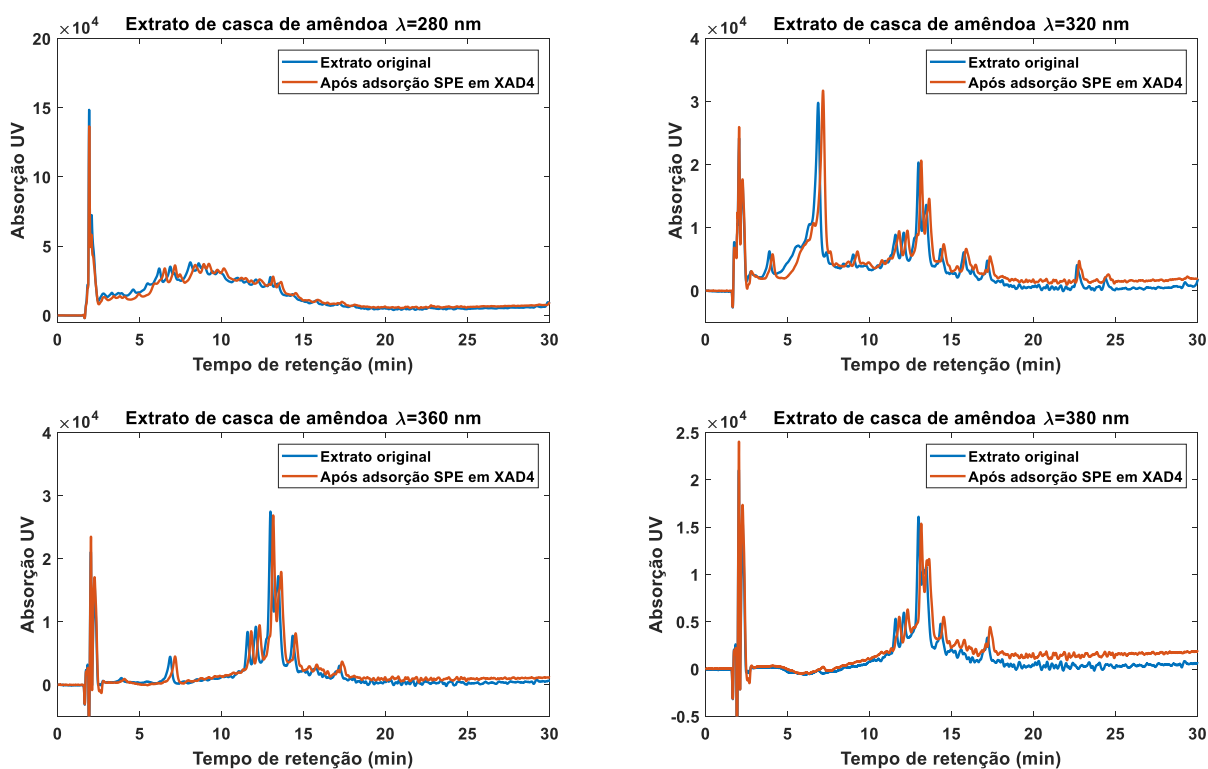 Extrato de casca de amêndoa λ=280 nm
×10⁴
20
15
10
5
0
Absorção UV
Extrato original
Após adsorção SPE em XAD4
0 5 10 15 20 25 30
Tempo de retenção (min)
Extrato de casca de amêndoa λ=320 nm
×10⁴
4
3
2
1
0
Absorção UV
Extrato original
Após adsorção SPE em XAD4
0 5 10 15 20 25 30
Tempo de retenção (min)
Extrato de casca de amêndoa λ=360 nm
×10⁴
4
3
2
1
0
Absorção UV
Extrato original
Após adsorção SPE em XAD4
0 5 10 15 20 25 30
Tempo de retenção (min)
Extrato de casca de amêndoa λ=380 nm
×10⁴
2.5
2
1.5
1
0.5
0
-0.5
Absorção UV
Extrato original
Após adsorção SPE em XAD4
0 5 10 15 20 25 30
Tempo de retenção (min)